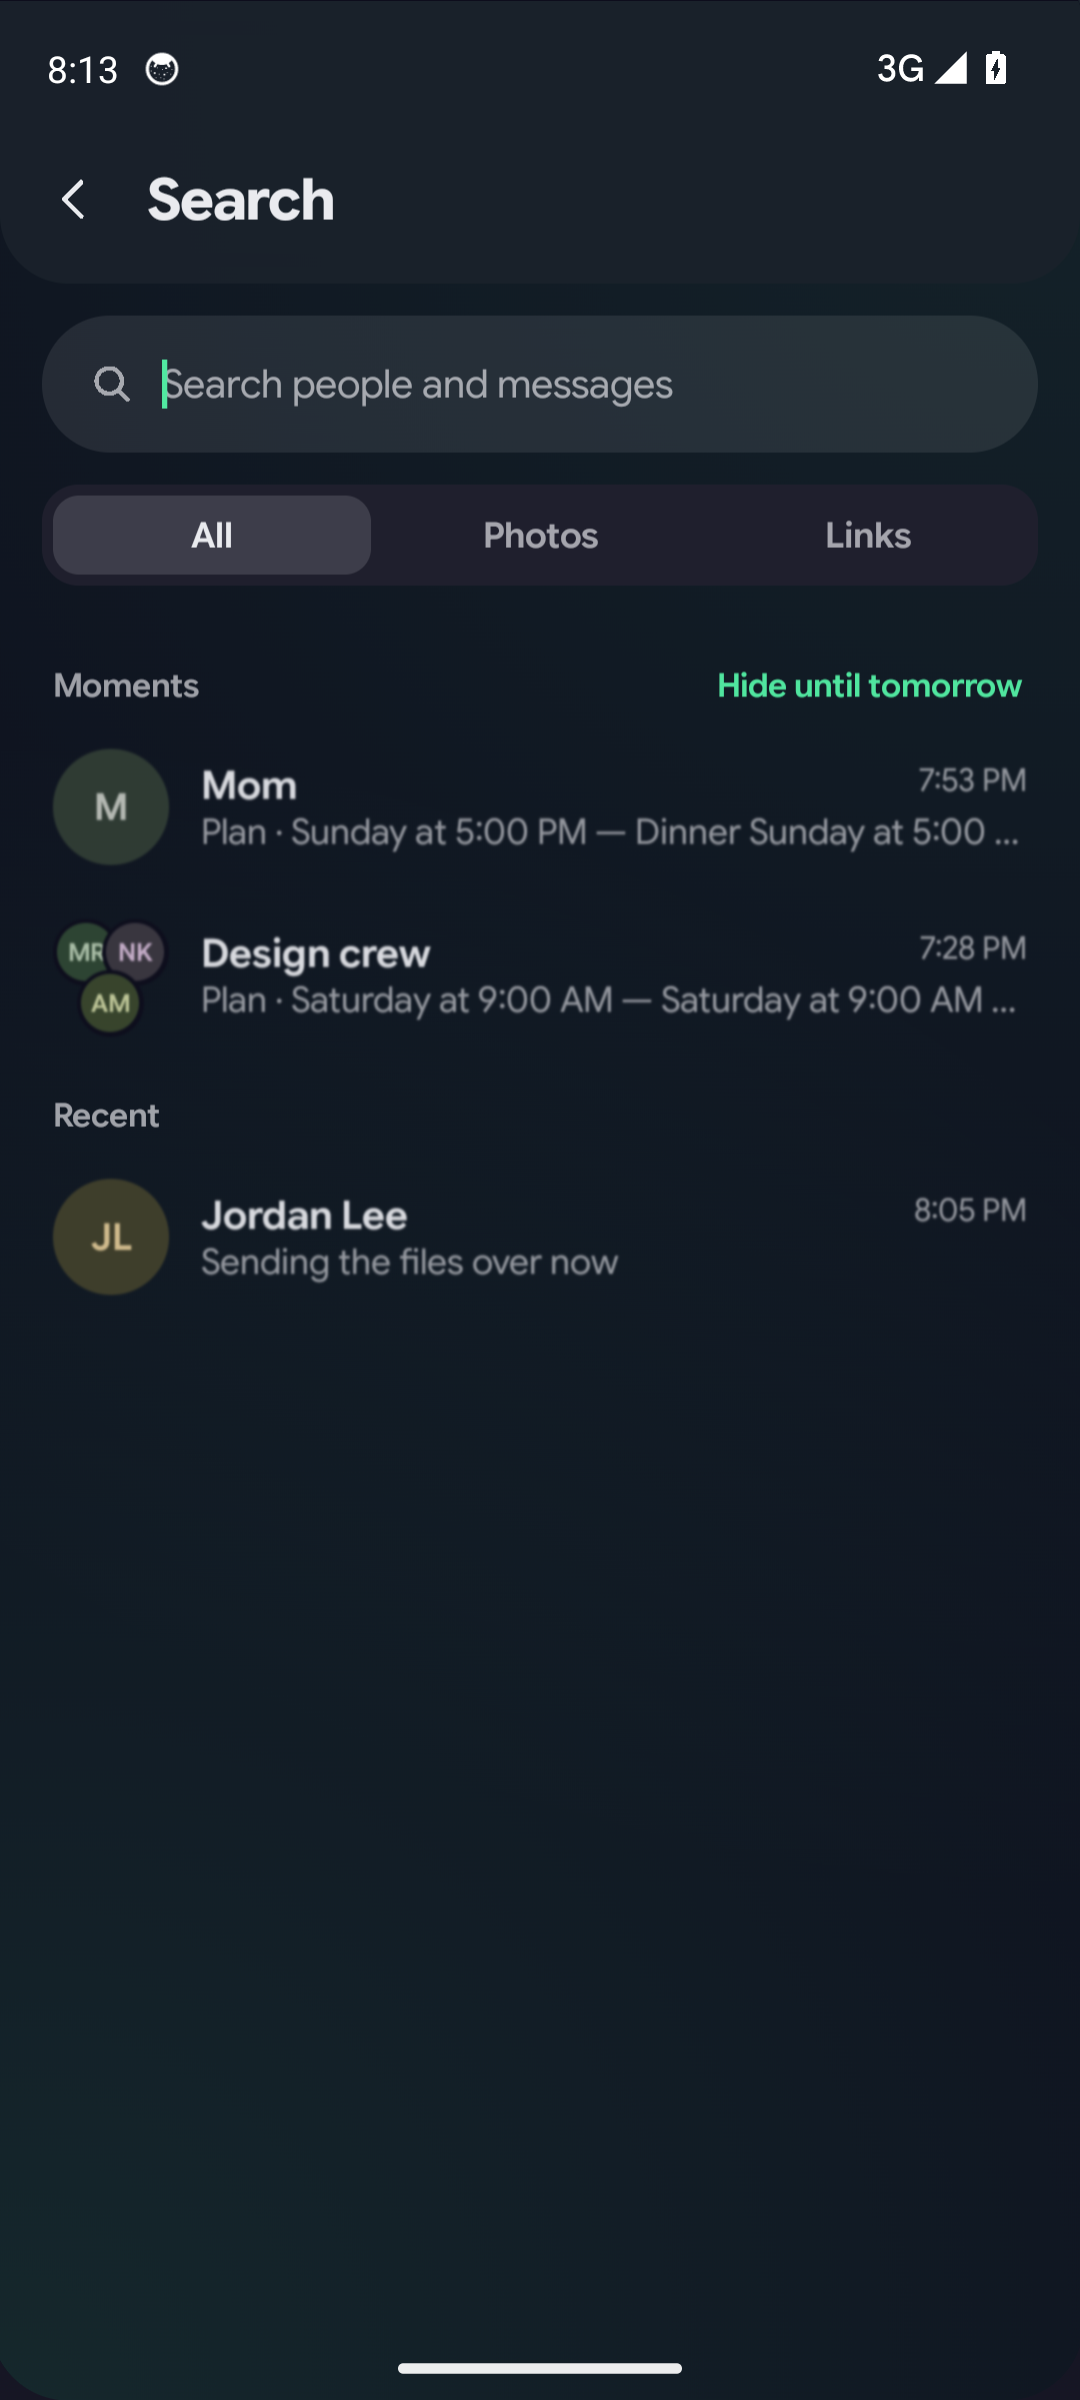 8:13
3G
Search
Search people and messages
All
Photos
Links
Moments
Hide until tomorrow
M
Mom
7:53 PM
Plan · Sunday at 5:00 PM — Dinner Sunday at 5:00 ...
MR
NK
AM
Design crew
7:28 PM
Plan · Saturday at 9:00 AM — Saturday at 9:00 AM ...
Recent
JL
Jordan Lee
8:05 PM
Sending the files over now